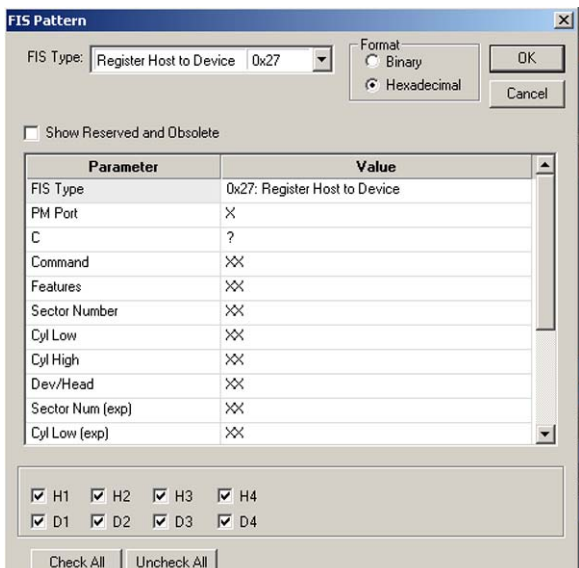 FIS Pattern
FIS Type: Register Host to Device 0x27
Format
Binary
Hexadecimal
OK
Cancel
Show Reserved and Obsolete
Parameter Value
FIS Type 0x27: Register Host to Device
PM Port X
C ?
Command XX
Features XX
Sector Number XX
Cyl Low XX
Cyl High XX
Dev/Head XX
Sector Num (exp) XX
Cyl Low (exp) XX
H1 H2 H3 H4
D1 D2 D3 D4
Check All Uncheck All